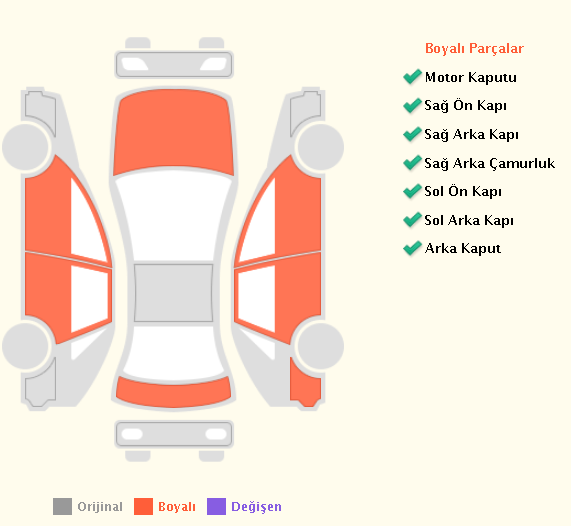 Boyalı Parçalar
Motor Kaputu
Sağ Ön Kapı
Sağ Arka Kapı
Sağ Arka Çamurluk
Sol Ön Kapı
Sol Arka Kapı
Arka Kaput
Orijinal Boyalı Değişen